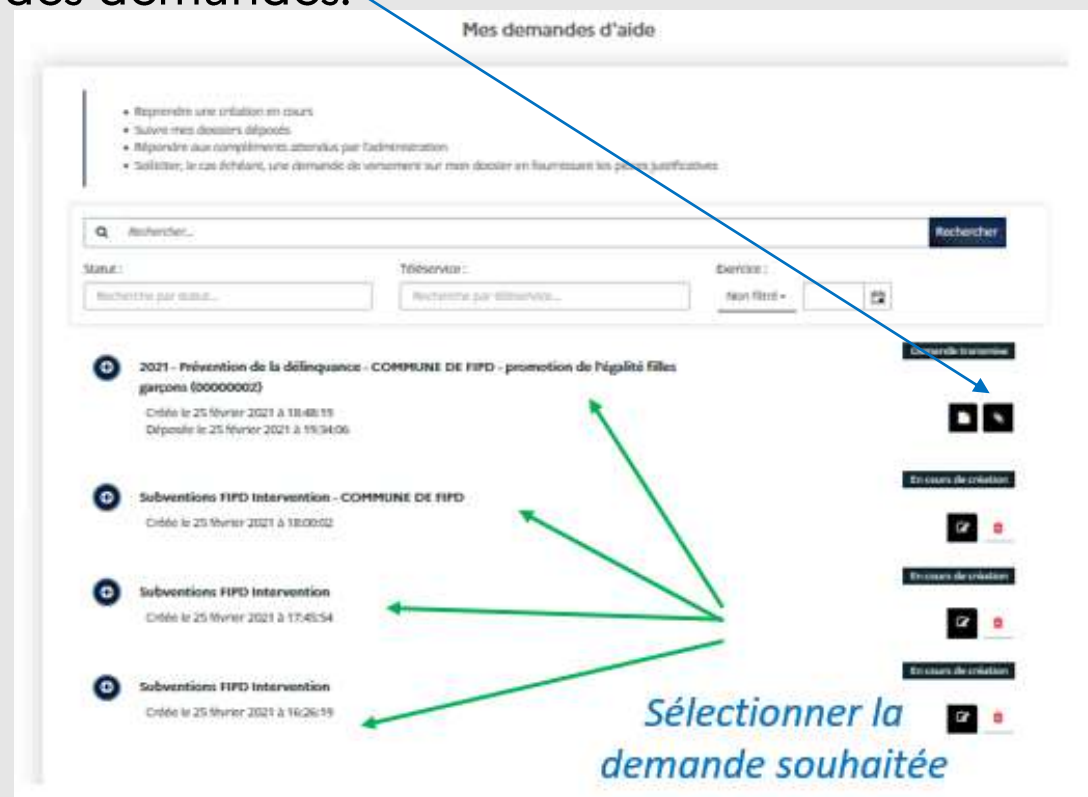 des demandes.
Mes demandes d'aide
• Reprendre une création en cours
• Suivre mes dossiers déposés
• Répondre aux compléments attendus par l'administration
• Solliciter, le cas échéant, une demande de versement sur mon dossier en fournissant les pièces justificatives
Rechercher... Rechercher
Statut : Téléservice : Exercice :
Recherche par statut... Recherche par téléservice... Non filtré
Demande transmise
2021 - Prévention de la délinquance - COMMUNE DE FIPD - promotion de l'égalité filles
garçons (00000002)
Créée le 25 février 2021 à 18:48:19
Déposée le 25 février 2021 à 19:34:06
En cours de création
Subventions FIPD Intervention - COMMUNE DE FIPD
Créée le 25 février 2021 à 18:00:02
En cours de création
Subventions FIPD Intervention
Créée le 25 février 2021 à 17:45:54
En cours de création
Subventions FIPD Intervention
Créée le 25 février 2021 à 16:26:19
Sélectionner la
demande souhaitée